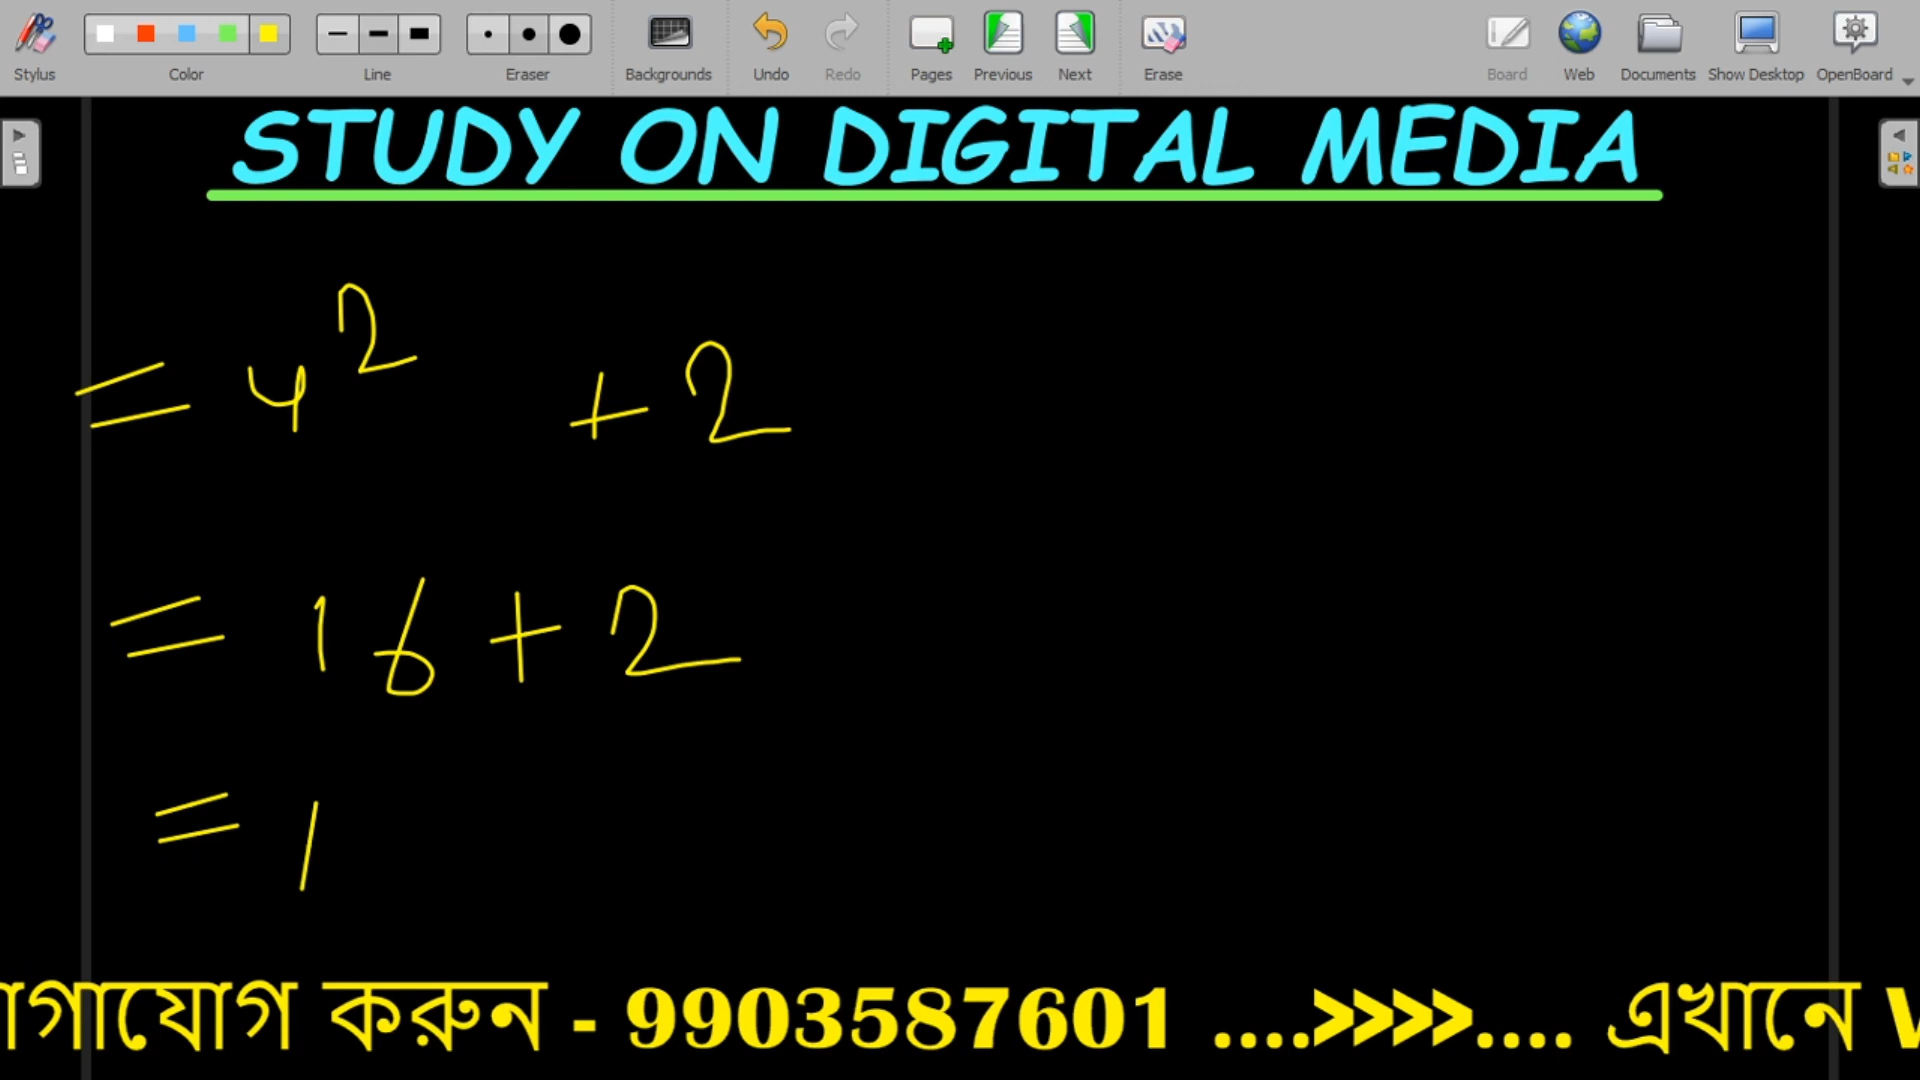 Stylus Color Line Eraser Backgrounds Undo Redo Pages Previous Next Erase Board Web Documents Show Desktop OpenBoard
STUDY ON DIGITAL MEDIA
= 4² + 2
= 16 + 2
= 1
গাযোগ করুন - 9903587601 ....>>>>.... এখানে